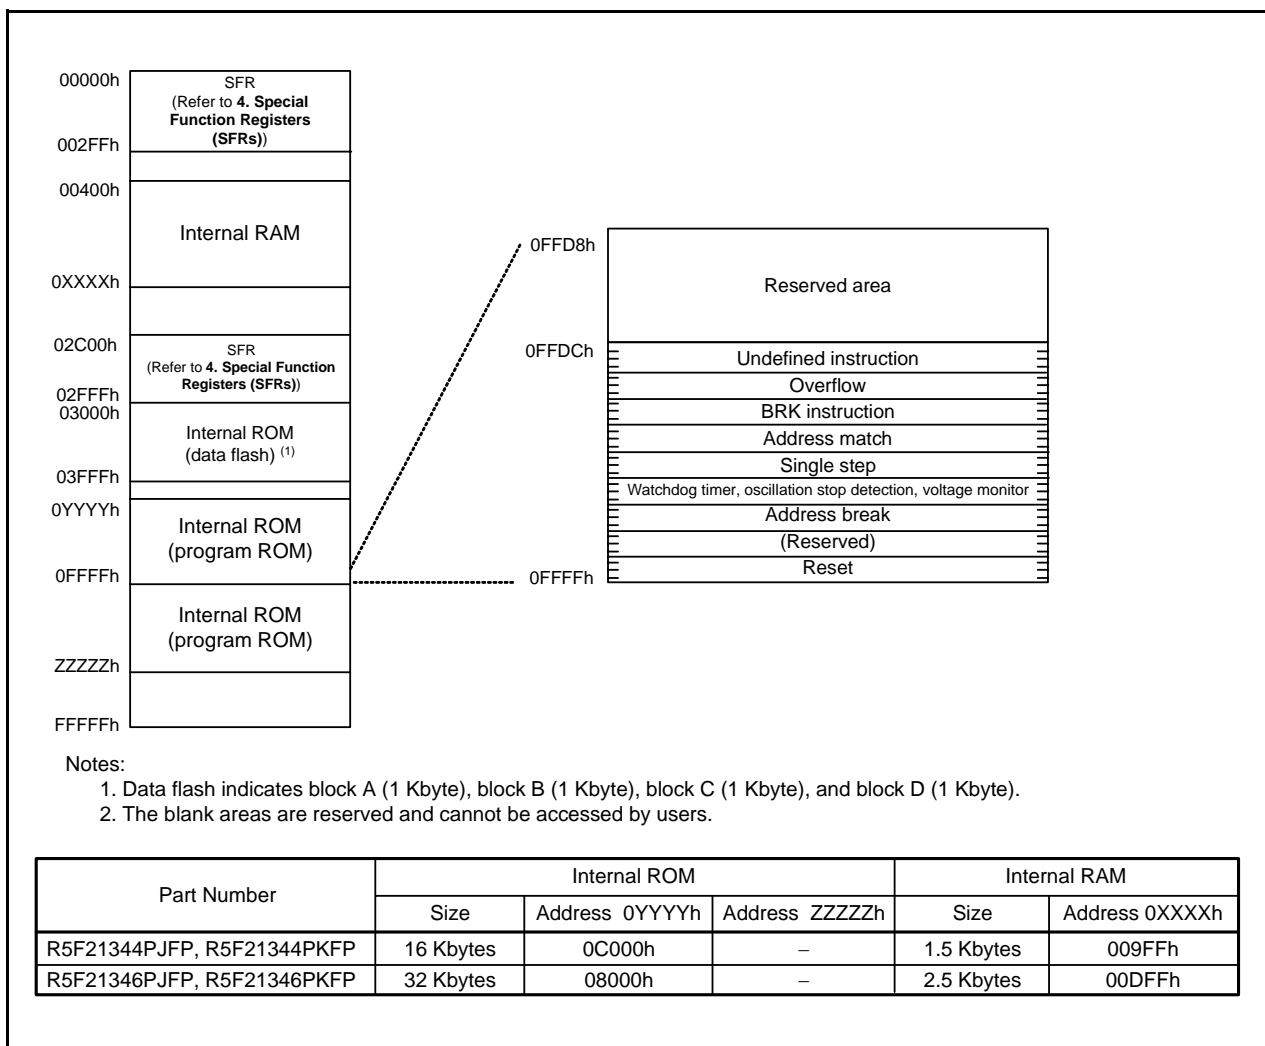 00000h
SFR
(Refer to 4. Special
Function Registers
(SFRs))
002FFh
00400h
Internal RAM
0XXXXh
02C00h
SFR
(Refer to 4. Special Function
Registers (SFRs))
02FFFh
03000h
Internal ROM
(data flash) (1)
03FFFh
0YYYYh
Internal ROM
(program ROM)
0FFFFh
Internal ROM
(program ROM)
ZZZZZh
FFFFFh
0FFD8h
Reserved area
0FFDCh
Undefined instruction
Overflow
BRK instruction
Address match
Single step
Watchdog timer, oscillation stop detection, voltage monitor
Address break
(Reserved)
Reset
0FFFFh
Notes:
1. Data flash indicates block A (1 Kbyte), block B (1 Kbyte), block C (1 Kbyte), and block D (1 Kbyte).
2. The blank areas are reserved and cannot be accessed by users.
Part Number Internal ROM Internal RAM
Size Address 0YYYYh Address ZZZZZh Size Address 0XXXXh
R5F21344PJFP, R5F21344PKFP 16 Kbytes 0C000h – 1.5 Kbytes 009FFh
R5F21346PJFP, R5F21346PKFP 32 Kbytes 08000h – 2.5 Kbytes 00DFFh